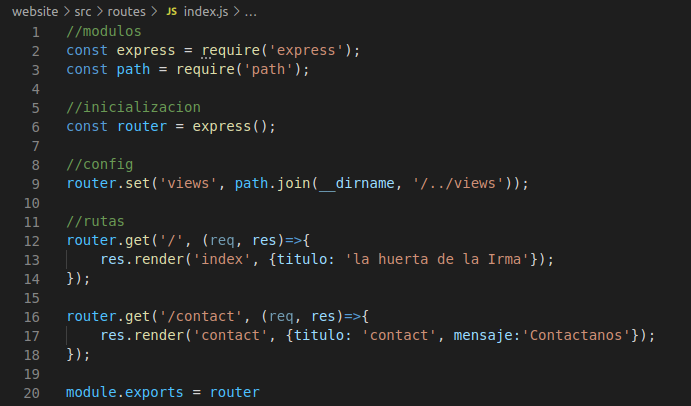 website > src > routes > JS index.js > ...
1 //modulos
2 const express = require('express');
3 const path = require('path');
4
5 //inicializacion
6 const router = express();
7
8 //config
9 router.set('views', path.join(__dirname, '/../views'));
10
11 //rutas
12 router.get('/', (req, res)=>{
13     res.render('index', {titulo: 'la huerta de la Irma'});
14 });
15
16 router.get('/contact', (req, res)=>{
17     res.render('contact', {titulo: 'contact', mensaje:'Contactanos'});
18 });
19
20 module.exports = router